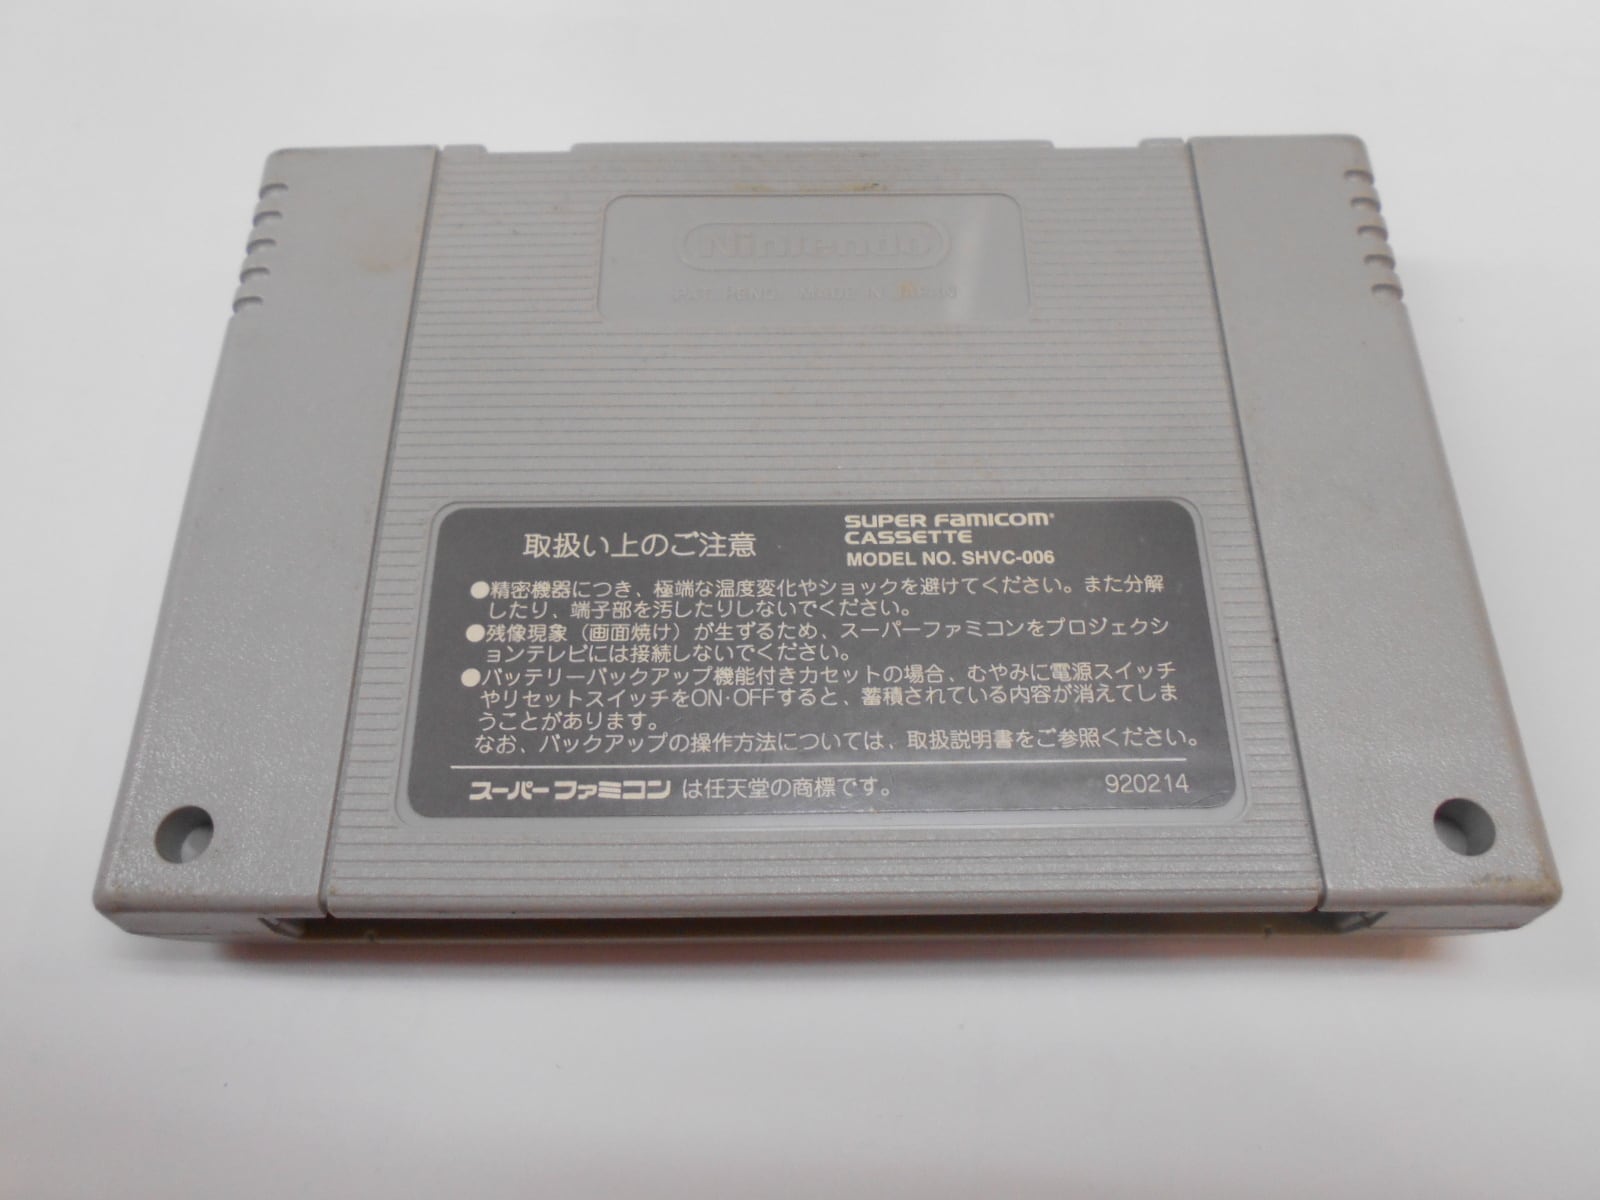 Nintendo
PAT. PEND. MADE IN JAPAN
取扱い上のご注意
SUPER FAMICOM®
CASSETTE
MODEL NO. SHVC-006
●精密機器につき、極端な温度変化やショックを避けてください。また分解
したり、端子部を汚したりしないでください。
●残像現象（画面焼け）が生ずるため、スーパーファミコンをプロジェクシ
ョンテレビには接続しないでください。
●バッテリーバックアップ機能付きカセットの場合、むやみに電源スイッチ
やリセットスイッチをON・OFFすると、蓄積されている内容が消えてしま
うことがあります。
なお、バックアップの操作方法については、取扱説明書をご参照ください。
スーパーファミコン は任天堂の商標です。
920214